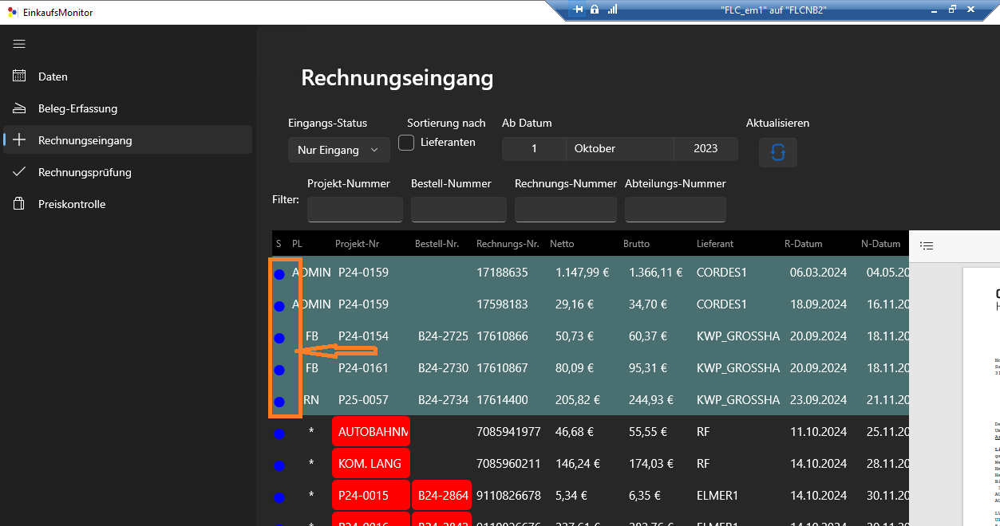 EinkaufsMonitor
"FLC_em1" auf "FLCNB2"
Daten
Beleg-Erfassung
Rechnungseingang
Rechnungsprüfung
Preiskontrolle
Rechnungseingang
Eingangs-Status Sortierung nach Ab Datum Aktualisieren
Nur Eingang Lieferanten 1 Oktober 2023
Projekt-Nummer Bestell-Nummer Rechnungs-Nummer Abteilungs-Nummer
Filter:
S PL Projekt-Nr Bestell-Nr. Rechnungs-Nr. Netto Brutto Lieferant R-Datum N-Datum
ADMIN P24-0159 17188635 1.147,99 € 1.366,11 € CORDES1 06.03.2024 04.05.20
ADMIN P24-0159 17598183 29,16 € 34,70 € CORDES1 18.09.2024 16.11.20
FB P24-0154 B24-2725 17610866 50,73 € 60,37 € KWP_GROSSHA 20.09.2024 18.11.20
FB P24-0161 B24-2730 17610867 80,09 € 95,31 € KWP_GROSSHA 20.09.2024 18.11.20
RN P25-0057 B24-2734 17614400 205,82 € 244,93 € KWP_GROSSHA 23.09.2024 21.11.20
* AUTOBAHNM 7085941977 46,68 € 55,55 € RF 11.10.2024 25.11.20
* KOM. LANG 7085960211 146,24 € 174,03 € RF 14.10.2024 28.11.20
* P24-0015 B24-2864 9110826678 5,34 € 6,35 € ELMER1 14.10.2024 30.11.20